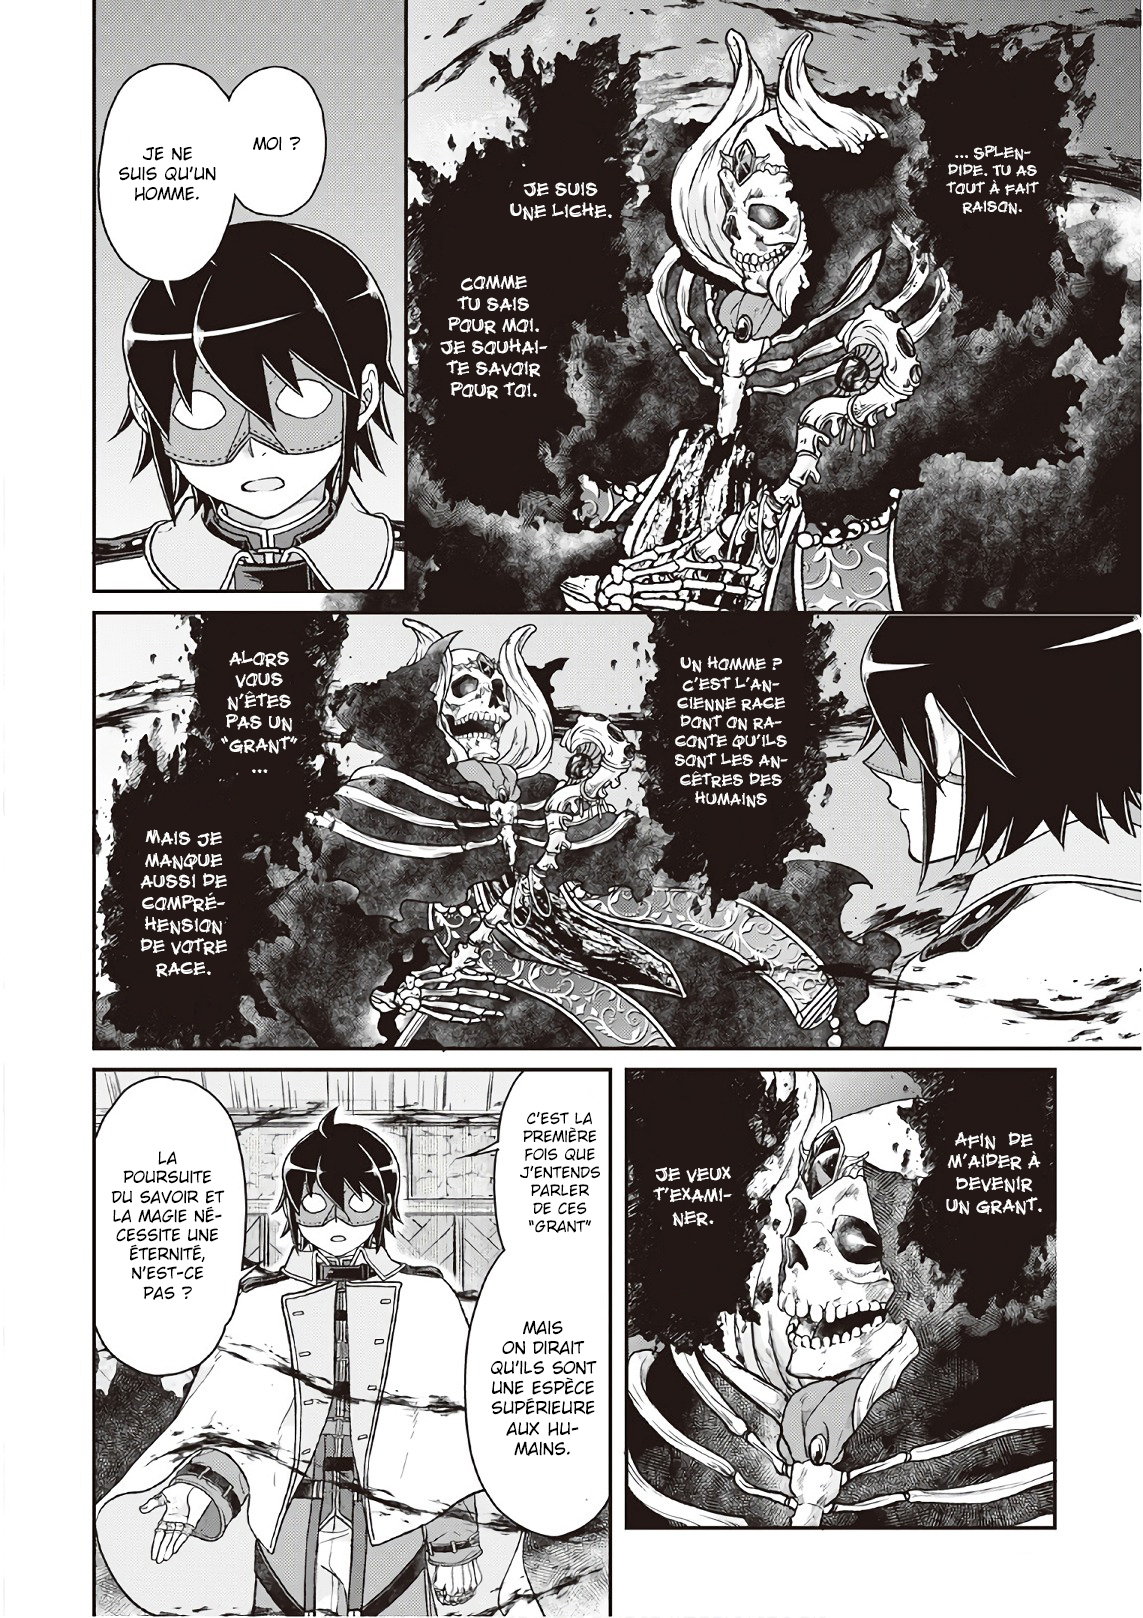 ... SPLEN-
DIDE. TU AS
TOUT À FAIT
RAISON.
JE SUIS
UNE LICHE.
COMME
TU SAIS
POUR MOI.
JE SOUHAI-
TE SAVOIR
POUR TOI.
MOI ?
JE NE
SUIS QU'UN
HOMME.
UN HOMME ?
C'EST L'AN-
CIENNE RACE
DONT ON RA-
CONTE QU'ILS
SONT LES AN-
CÊTRES DES
HUMAINS
ALORS
VOUS
N'ÊTES
PAS UN
"GRANT"
...
MAIS JE
MANQUE
AUSSI DE
COMPRÉ-
HENSION
DE VOTRE
RACE.
AFIN DE
M'AIDER À
DEVENIR
UN GRANT.
JE VEUX
T'EXAMI-
NER.
C'EST LA
PREMIÈRE
FOIS QUE
J'ENTENDS
PARLER
DE CES
"GRANT"
MAIS
ON DIRAIT
QU'ILS SONT
UNE ESPÈCE
SUPÉRIEURE
AUX HU-
MAINS.
LA
POURSUITE
DU SAVOIR ET
LA MAGIE NÉ-
CESSITE UNE
ÉTERNITÉ,
N'EST-CE
PAS ?